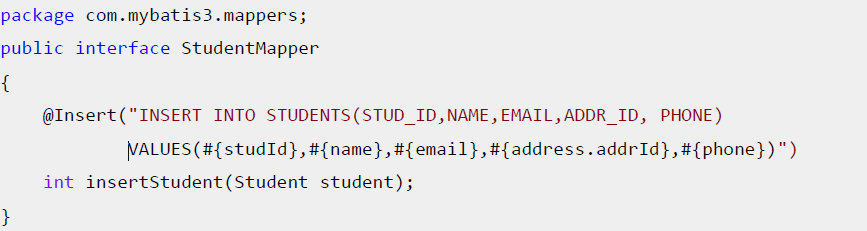 package com.mybatis3.mappers;
public interface StudentMapper
{
@Insert("INSERT INTO STUDENTS(STUD_ID,NAME,EMAIL,ADDR_ID, PHONE)
VALUES(#{studId},#{name},#{email},#{address.addrId},#{phone})")
int insertStudent(Student student);
}